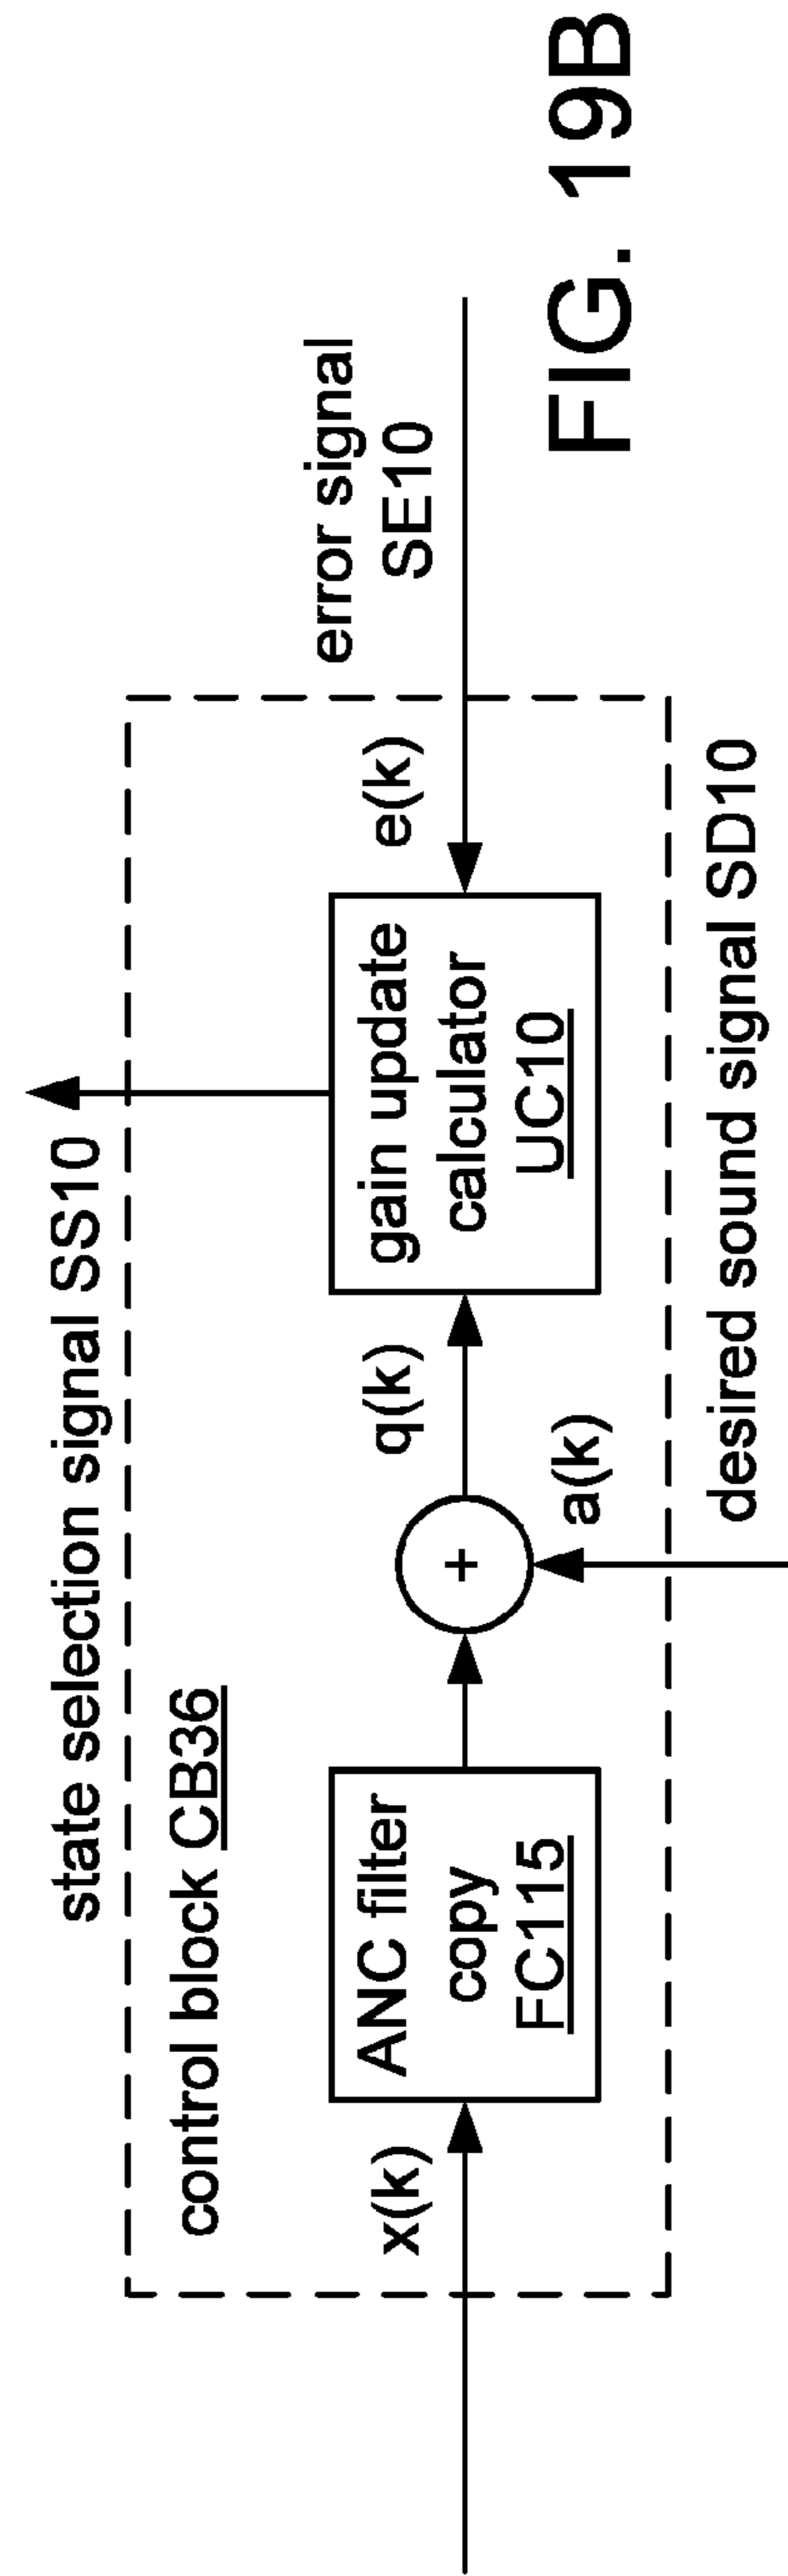 state selection signal SS10
control block CB36
x(k)
ANC filter
copy
FC115
q(k)
+
a(k)
gain update
calculator
UC10
e(k)
error signal
SE10
desired sound signal SD10
FIG. 19B